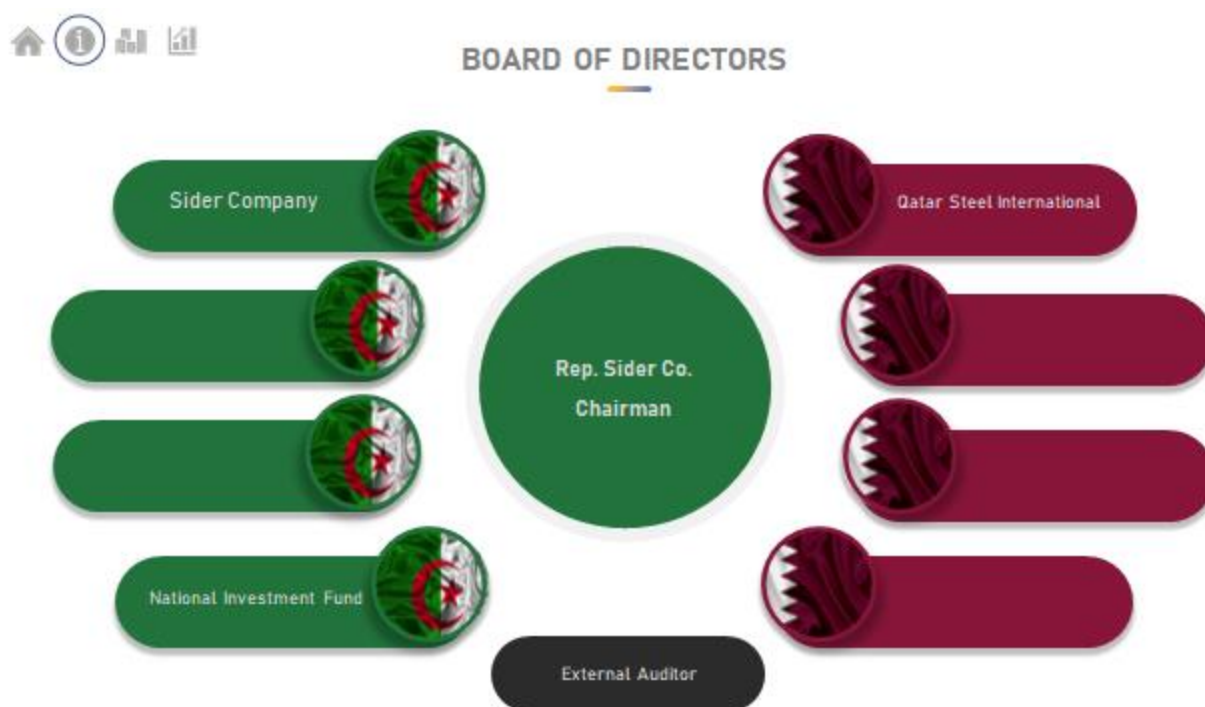 BOARD OF DIRECTORS
Sider Company
Qatar Steel International
Rep. Sider Co.
Chairman
National Investment Fund
External Auditor